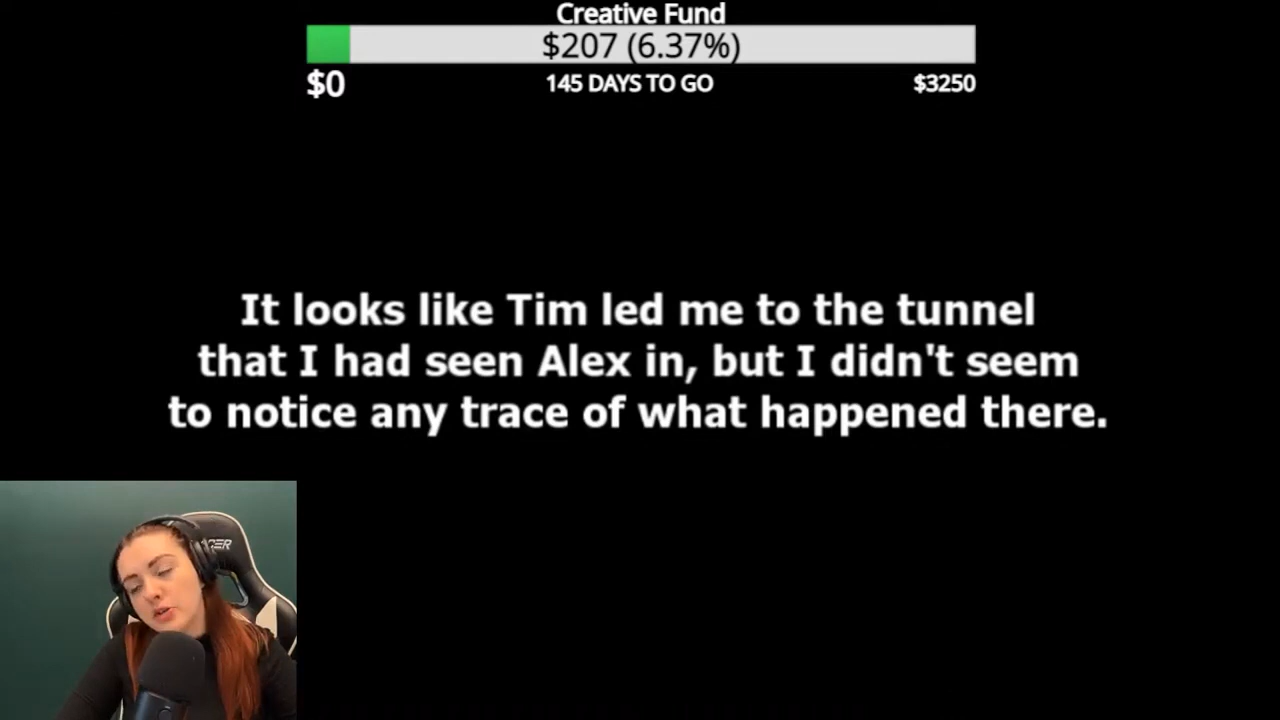 Creative Fund
$207 (6.37%)
$0 145 DAYS TO GO $3250
It looks like Tim led me to the tunnel
that I had seen Alex in, but I didn't seem
to notice any trace of what happened there.